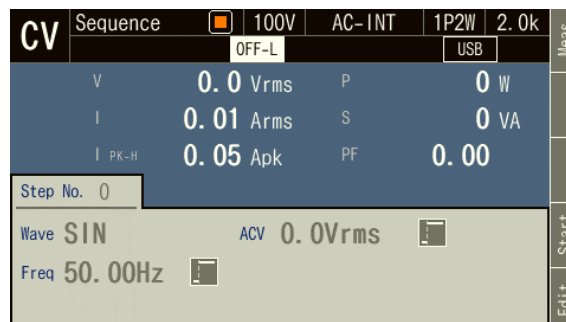 CV Sequence 100V AC-INT 1P2W 2.0k
OFF-L USB
Meas
V 0.0 Vrms P 0 W
I 0.01 Arms S 0 VA
I PK-H 0.05 Apk PF 0.00
Step No. 0
Wave SIN ACV 0.0Vrms
Start
Freq 50.00Hz
Edit